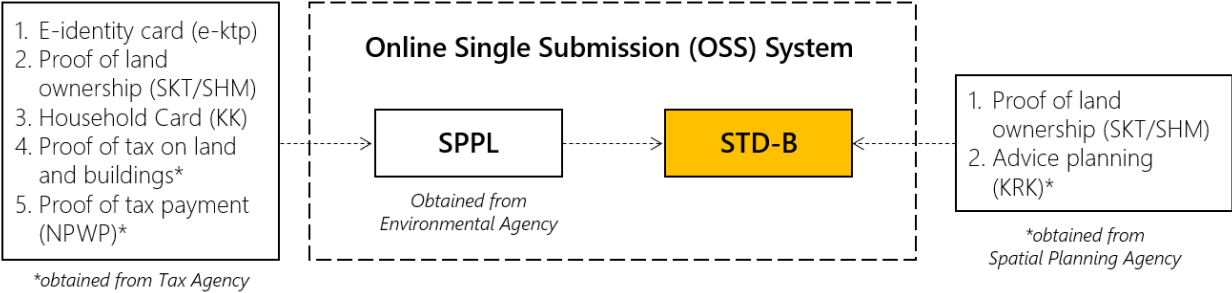 1. E-identity card (e-ktp)
2. Proof of land
ownership (SKT/SHM)
3. Household Card (KK)
4. Proof of tax on land
and buildings*
5. Proof of tax payment
(NPWP)*
*obtained from Tax Agency
Online Single Submission (OSS) System
SPPL
Obtained from
Environmental Agency
STD-B
1. Proof of land
ownership (SKT/SHM)
2. Advice planning
(KRK)*
*obtained from
Spatial Planning Agency